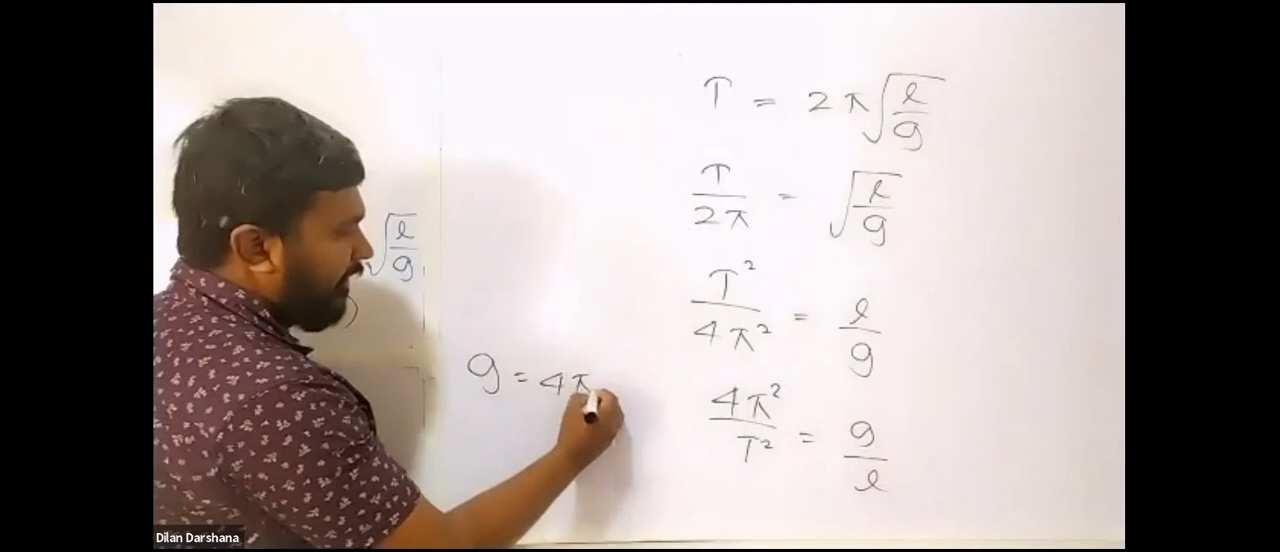 T = 2π√(l/g)
T/2π = √(l/g)
T²/4π² = l/g
4π²/T² = g/l
√(l/g)
g = 4π
Dilan Darshana